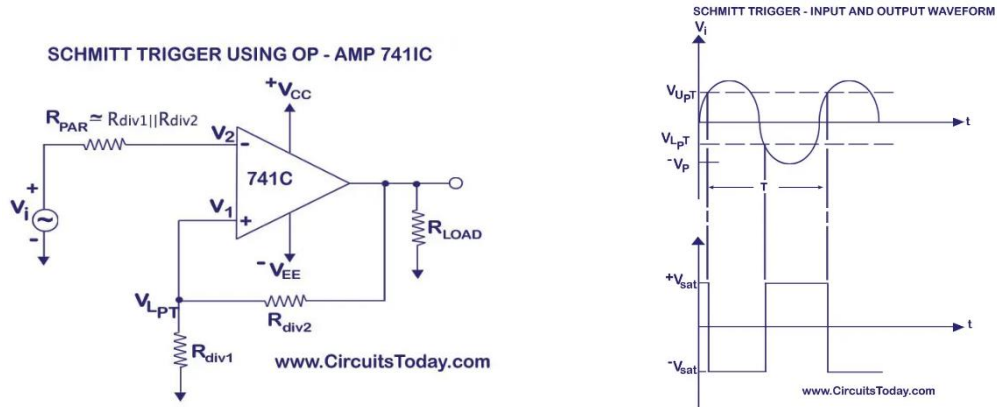 SCHMITT TRIGGER USING OP - AMP 741IC
+VCC
RPAR ≃ Rdiv1||Rdiv2
V2
-
741C
Vi
+
~
-
V1
+
RLOAD
-VEE
VLPT
Rdiv2
Rdiv1
www.CircuitsToday.com
SCHMITT TRIGGER - INPUT AND OUTPUT WAVEFORM
Vi
VUPT
t
VLPT
-VP
T
+Vsat
t
-Vsat
www.CircuitsToday.com